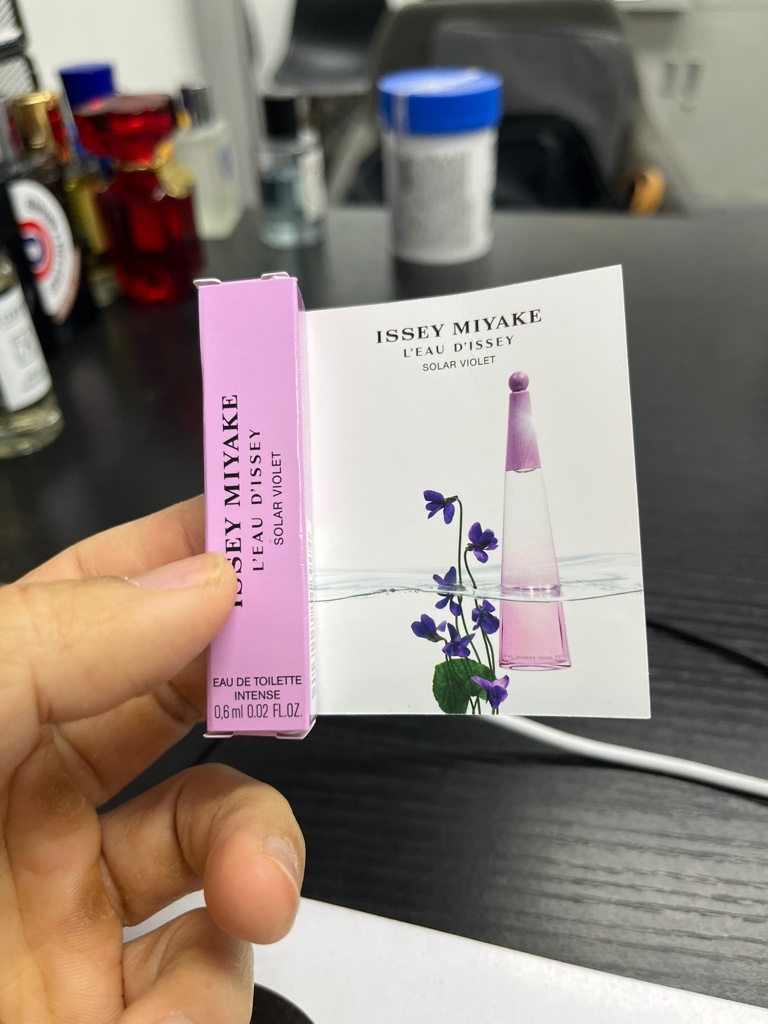 ISSEY MIYAKE
L'EAU D'ISSEY
SOLAR VIOLET
EAU DE TOILETTE
INTENSE
0,6 ml 0.02 FL.OZ.
ISSEY MIYAKE
L'EAU D'ISSEY
SOLAR VIOLET